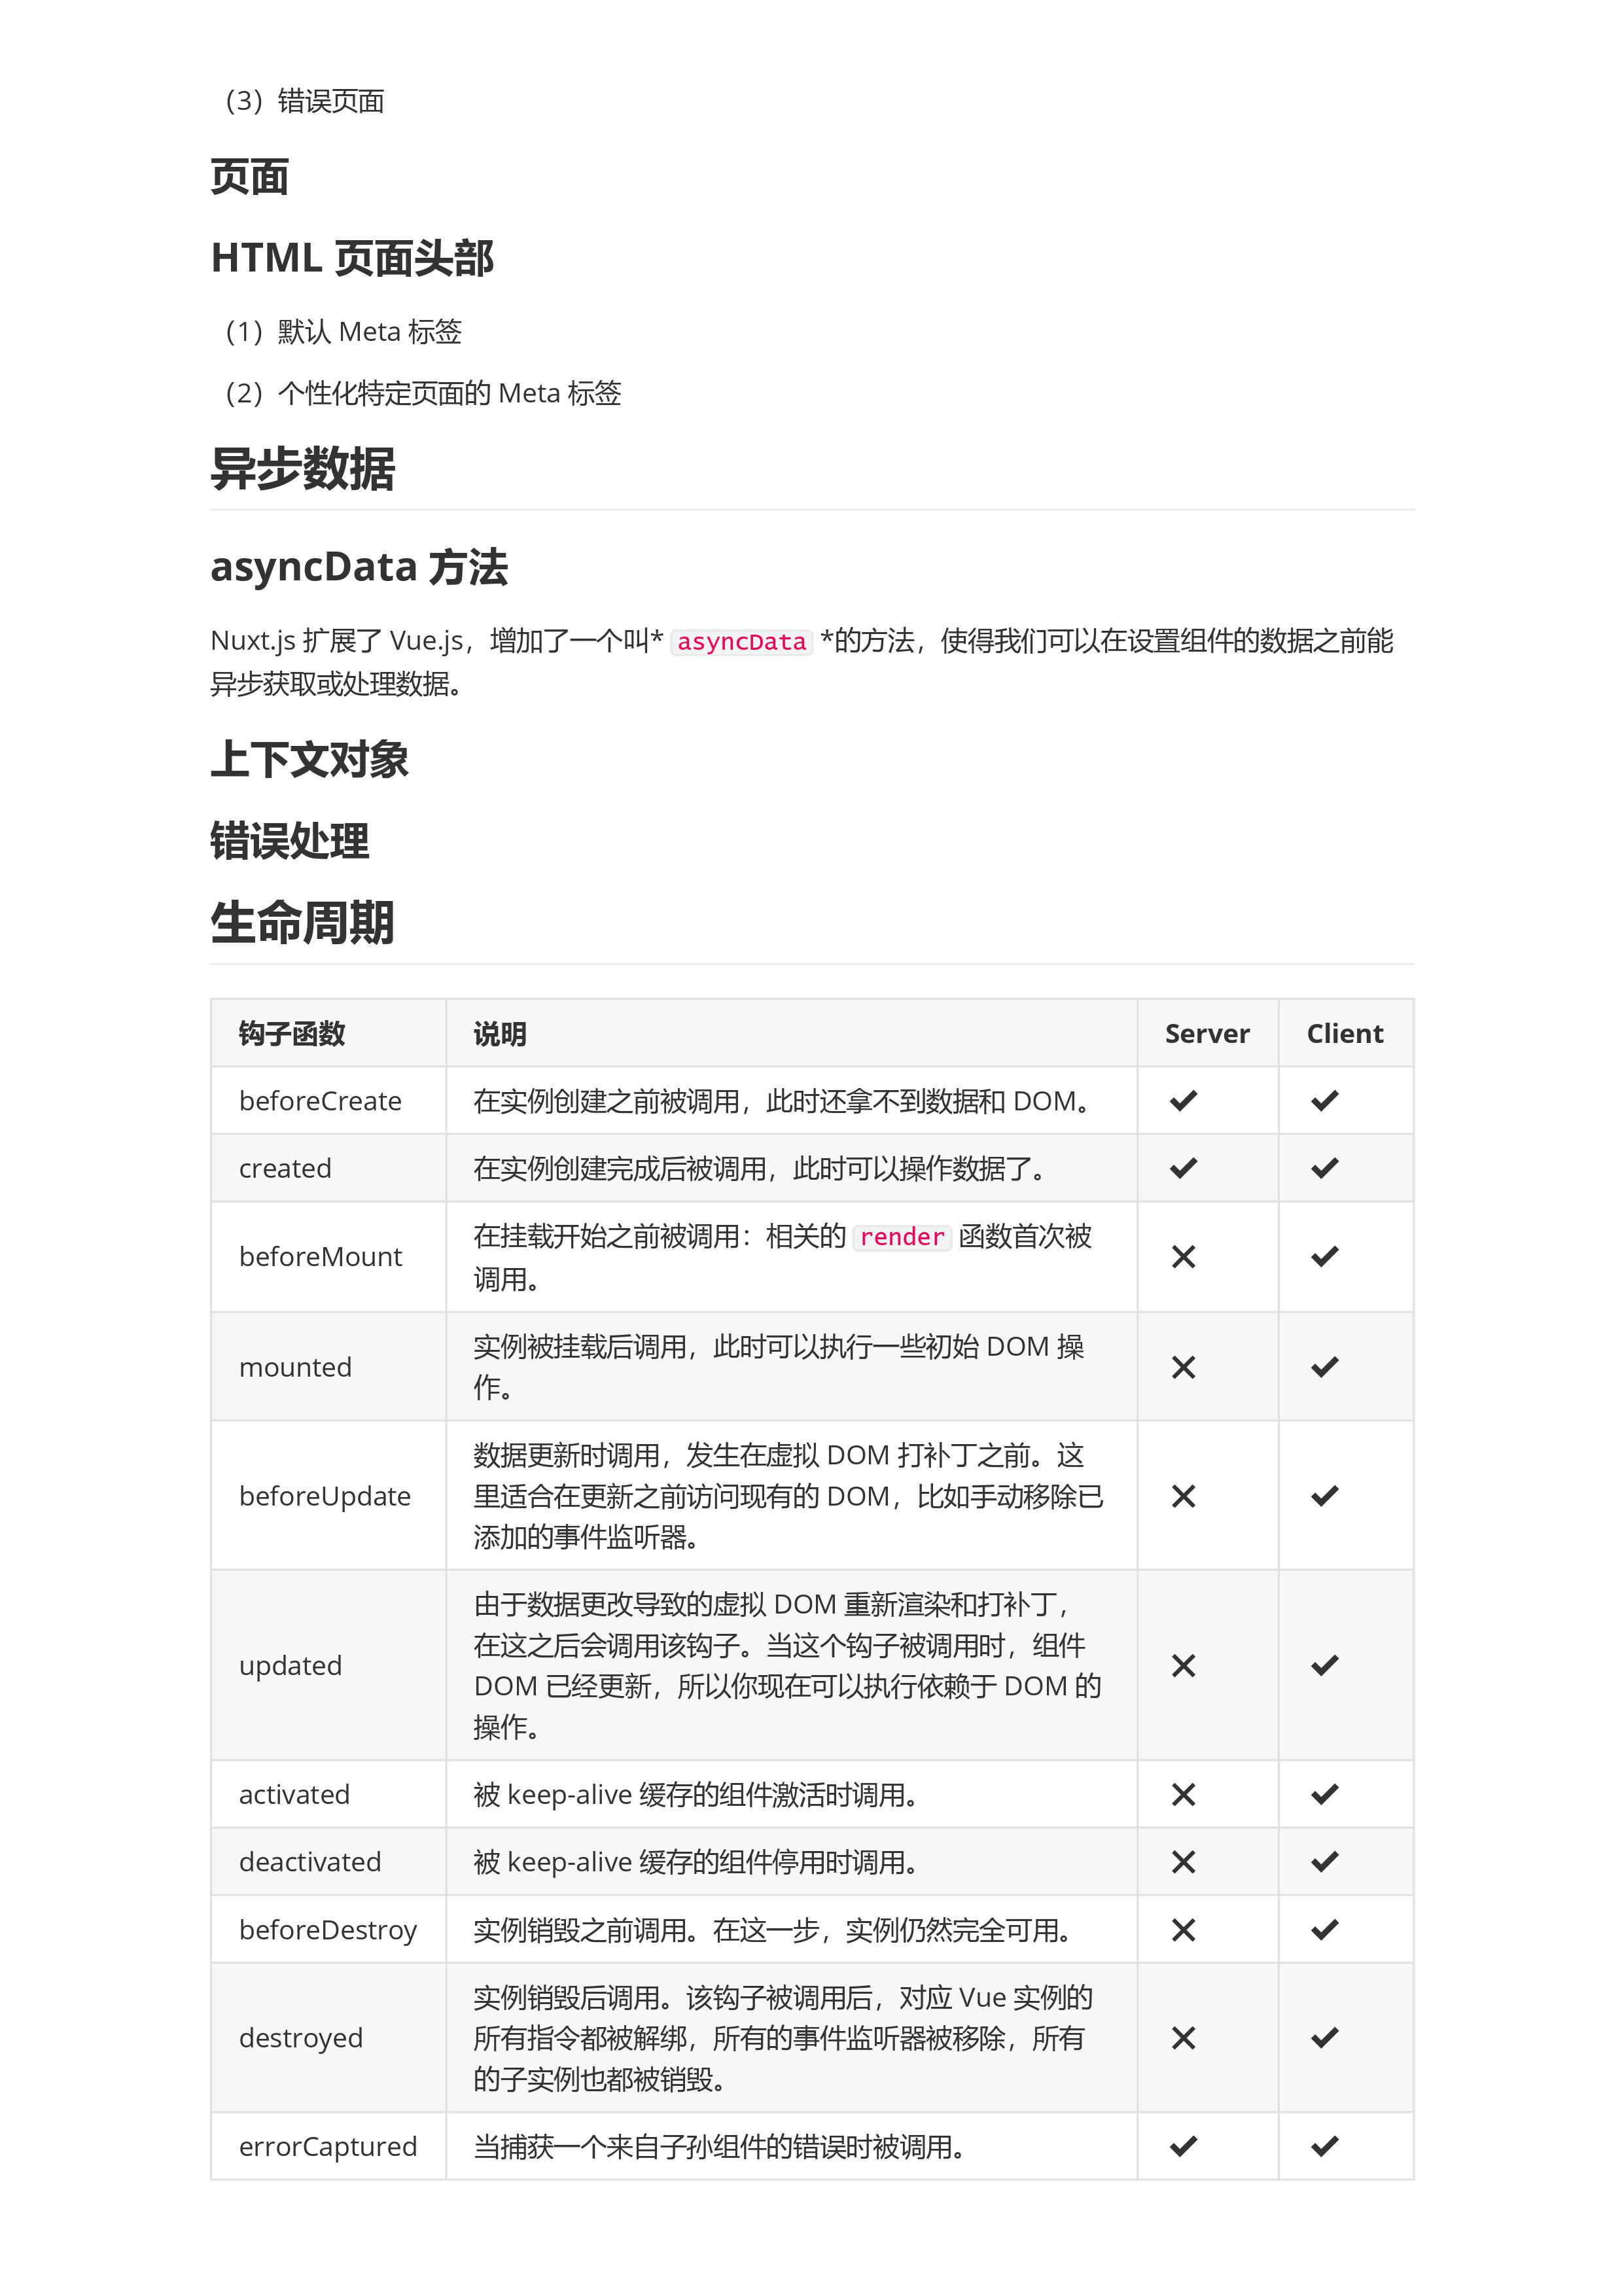 （3）错误页面
页面
HTML 页面头部
（1）默认 Meta 标签
（2）个性化特定页面的 Meta 标签
异步数据
asyncData 方法
Nuxt.js 扩展了 Vue.js，增加了一个叫* asyncData *的方法，使得我们可以在设置组件的数据之前能
异步获取或处理数据。
上下文对象
错误处理
生命周期
钩子函数 说明 Server Client
beforeCreate 在实例创建之前被调用，此时还拿不到数据和 DOM。 ✔ ✔
created 在实例创建完成后被调用，此时可以操作数据了。 ✔ ✔
beforeMount 在挂载开始之前被调用：相关的 render 函数首次被
调用。 ✕ ✔
mounted 实例被挂载后调用，此时可以执行一些初始 DOM 操
作。 ✕ ✔
beforeUpdate 数据更新时调用，发生在虚拟 DOM 打补丁之前。这
里适合在更新之前访问现有的 DOM，比如手动移除已
添加的事件监听器。 ✕ ✔
updated 由于数据更改导致的虚拟 DOM 重新渲染和打补丁，
在这之后会调用该钩子。当这个钩子被调用时，组件
DOM 已经更新，所以你现在可以执行依赖于 DOM 的
操作。 ✕ ✔
activated 被 keep-alive 缓存的组件激活时调用。 ✕ ✔
deactivated 被 keep-alive 缓存的组件停用时调用。 ✕ ✔
beforeDestroy 实例销毁之前调用。在这一步，实例仍然完全可用。 ✕ ✔
destroyed 实例销毁后调用。该钩子被调用后，对应 Vue 实例的
所有指令都被解绑，所有的事件监听器被移除，所有
的子实例也都被销毁。 ✕ ✔
errorCaptured 当捕获一个来自子孙组件的错误时被调用。 ✔ ✔